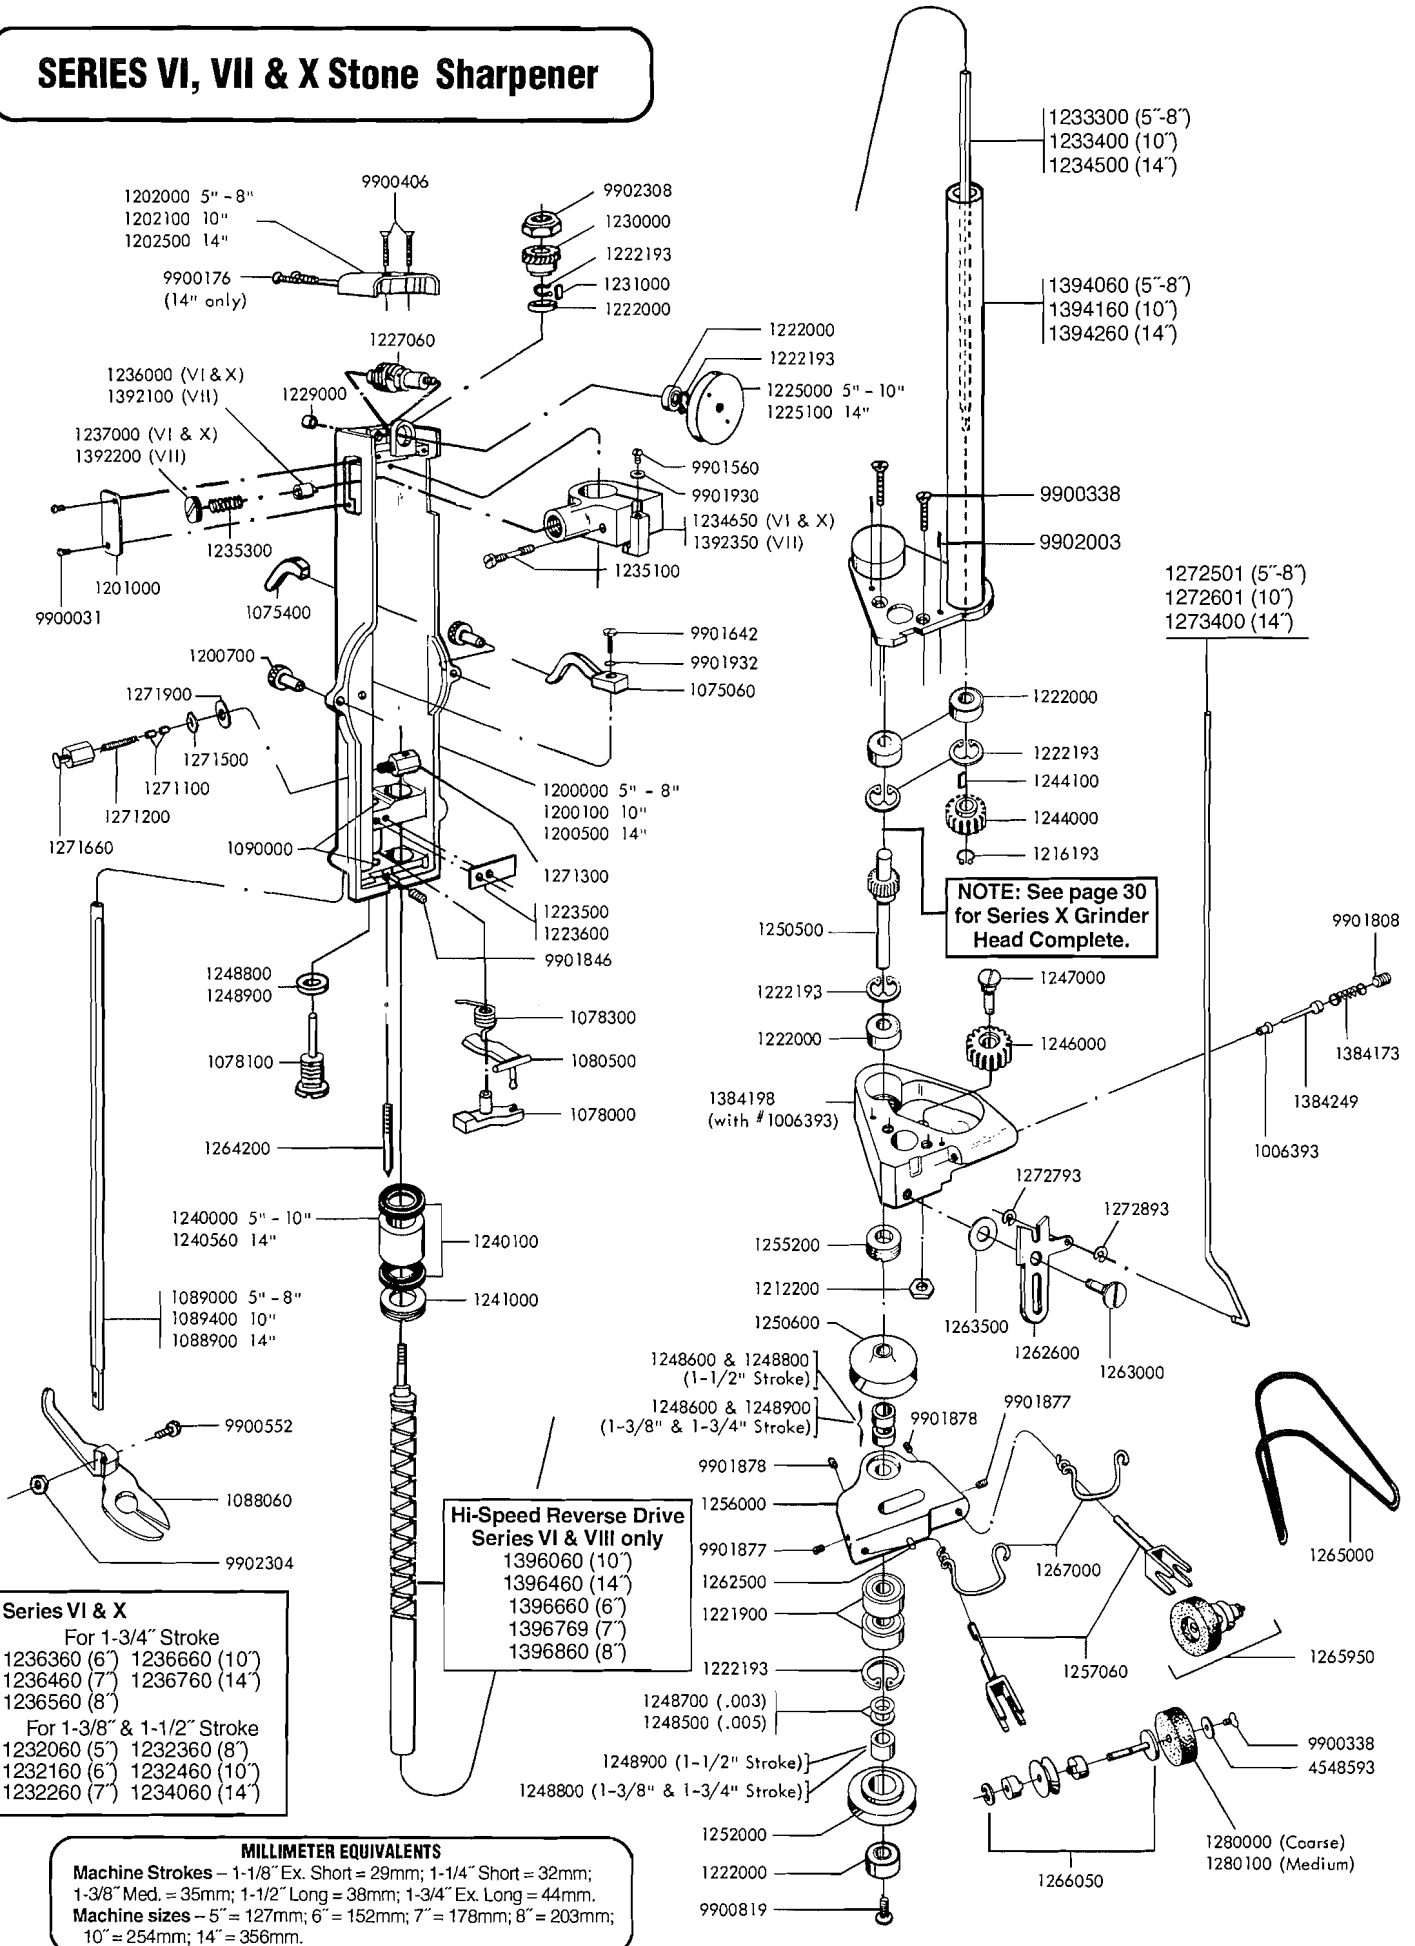 SERIES VI, VII & X Stone Sharpener
1233300 (5″-8″)
1233400 (10″)
1234500 (14″)
1202000 5" - 8"
1202100 10"
1202500 14"
9900406
9902308
1230000
1222193
1231000
1222000
9900176
(14" only)
1227060
1394060 (5″-8″)
1394160 (10″)
1394260 (14″)
1236000 (VI & X)
1392100 (VII)
1229000
1222000
1222193
1225000 5" - 10"
1225100 14"
1237000 (VI & X)
1392200 (VII)
9901560
9901930
1234650 (VI & X)
1392350 (VII)
1235300
1235100
1201000
9900031
1075400
9900338
9902003
1272501 (5″-8″)
1272601 (10″)
1273400 (14″)
1200700
9901642
9901932
1075060
1271900
1271500
1271100
1271200
1271660
1222000
1222193
1244100
1244000
1216193
1200000 5" - 8"
1200100 10"
1200500 14"
1090000
1271300
1223500
1223600
9901846
NOTE: See page 30
for Series X Grinder
Head Complete.
1250500
9901808
1248800
1248900
1222193
1247000
1078300
1222000
1246000
1384173
1078100
1080500
1384249
1078000
1384198
(with #1006393)
1006393
1264200
1272793
1272893
1240000 5" - 10"
1240560 14"
1240100
1255200
1241000
1212200
1089000 5" - 8"
1089400 10"
1088900 14"
1250600
1263500
1262600
1263000
1248600 & 1248800
(1-1/2" Stroke)
1248600 & 1248900
(1-3/8" & 1-3/4" Stroke)
9901878
9901877
9900552
9901878
1088060
1256000
9902304
9901877
1262500
1267000
1265000
Hi-Speed Reverse Drive
Series VI & VIII only
1396060 (10″)
1396460 (14″)
1396660 (6″)
1396769 (7″)
1396860 (8″)
1221900
1257060
1265950
1222193
Series VI & X
For 1-3/4″ Stroke
1236360 (6″) 1236660 (10″)
1236460 (7″) 1236760 (14″)
1236560 (8″)
For 1-3/8″ & 1-1/2″ Stroke
1232060 (5″) 1232360 (8″)
1232160 (6″) 1232460 (10″)
1232260 (7″) 1234060 (14″)
1248700 (.003)
1248500 (.005)
1248900 (1-1/2" Stroke)
1248800 (1-3/8" & 1-3/4" Stroke)
9900338
4548593
1252000
1222000
9900819
1280000 (Coarse)
1280100 (Medium)
1266050
MILLIMETER EQUIVALENTS
Machine Strokes – 1-1/8″ Ex. Short = 29mm; 1-1/4″ Short = 32mm;
1-3/8″ Med. = 35mm; 1-1/2″ Long = 38mm; 1-3/4″ Ex. Long = 44mm.
Machine sizes – 5″ = 127mm; 6″ = 152mm; 7″ = 178mm; 8″ = 203mm;
10″ = 254mm; 14″ = 356mm.